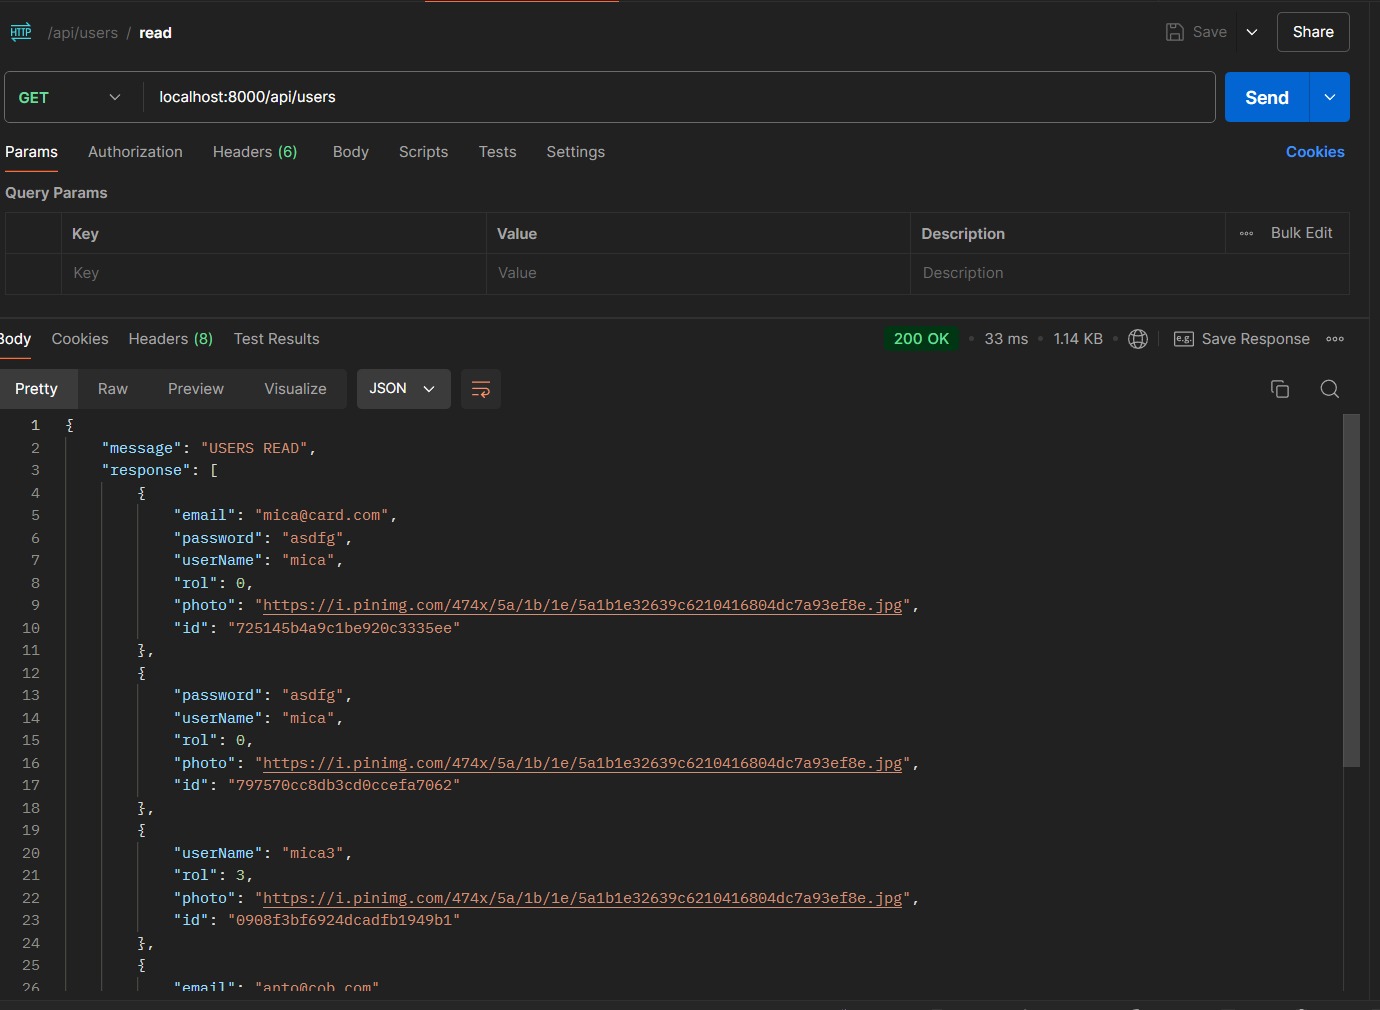 HTTP /api/users / read Save Share
GET localhost:8000/api/users Send
Params Authorization Headers (6) Body Scripts Tests Settings Cookies
Query Params
Key Value Description Bulk Edit
Key Value Description
Body Cookies Headers (8) Test Results 200 OK 33 ms 1.14 KB e.g. Save Response
Pretty Raw Preview Visualize JSON
1 {
2 "message": "USERS READ",
3 "response": [
4 {
5 "email": "mica@card.com",
6 "password": "asdfg",
7 "userName": "mica",
8 "rol": 0,
9 "photo": "https://i.pinimg.com/474x/5a/1b/1e/5a1b1e32639c6210416804dc7a93ef8e.jpg",
10 "id": "725145b4a9c1be920c3335ee"
11 },
12 {
13 "password": "asdfg",
14 "userName": "mica",
15 "rol": 0,
16 "photo": "https://i.pinimg.com/474x/5a/1b/1e/5a1b1e32639c6210416804dc7a93ef8e.jpg",
17 "id": "797570cc8db3cd0ccefa7062"
18 },
19 {
20 "userName": "mica3",
21 "rol": 3,
22 "photo": "https://i.pinimg.com/474x/5a/1b/1e/5a1b1e32639c6210416804dc7a93ef8e.jpg",
23 "id": "0908f3bf6924dcadfb1949b1"
24 },
25 {
26 "email": "anto@cob.com"